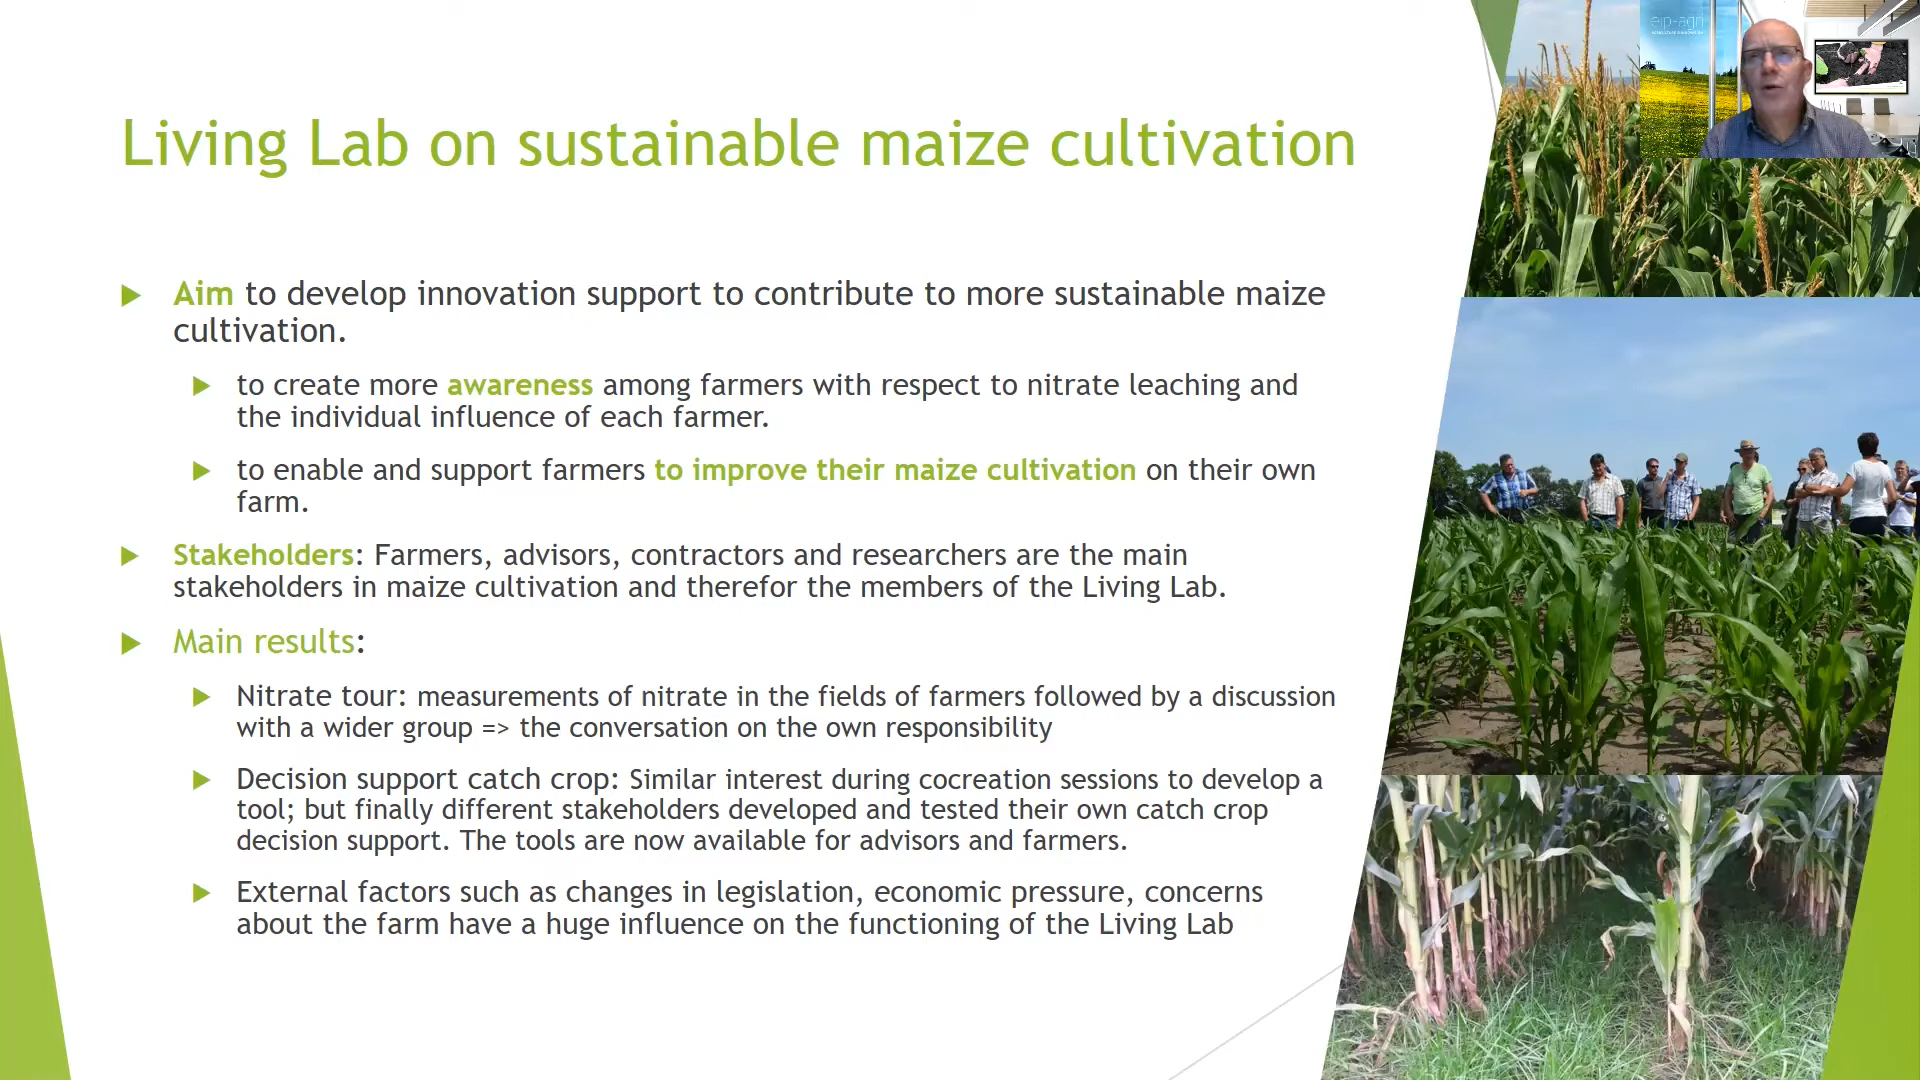 eip-agri
Living Lab on sustainable maize cultivation
Aim to develop innovation support to contribute to more sustainable maize
cultivation.
to create more awareness among farmers with respect to nitrate leaching and
the individual influence of each farmer.
to enable and support farmers to improve their maize cultivation on their own
farm.
Stakeholders: Farmers, advisors, contractors and researchers are the main
stakeholders in maize cultivation and therefor the members of the Living Lab.
Main results:
Nitrate tour: measurements of nitrate in the fields of farmers followed by a discussion
with a wider group => the conversation on the own responsibility
Decision support catch crop: Similar interest during cocreation sessions to develop a
tool; but finally different stakeholders developed and tested their own catch crop
decision support. The tools are now available for advisors and farmers.
External factors such as changes in legislation, economic pressure, concerns
about the farm have a huge influence on the functioning of the Living Lab